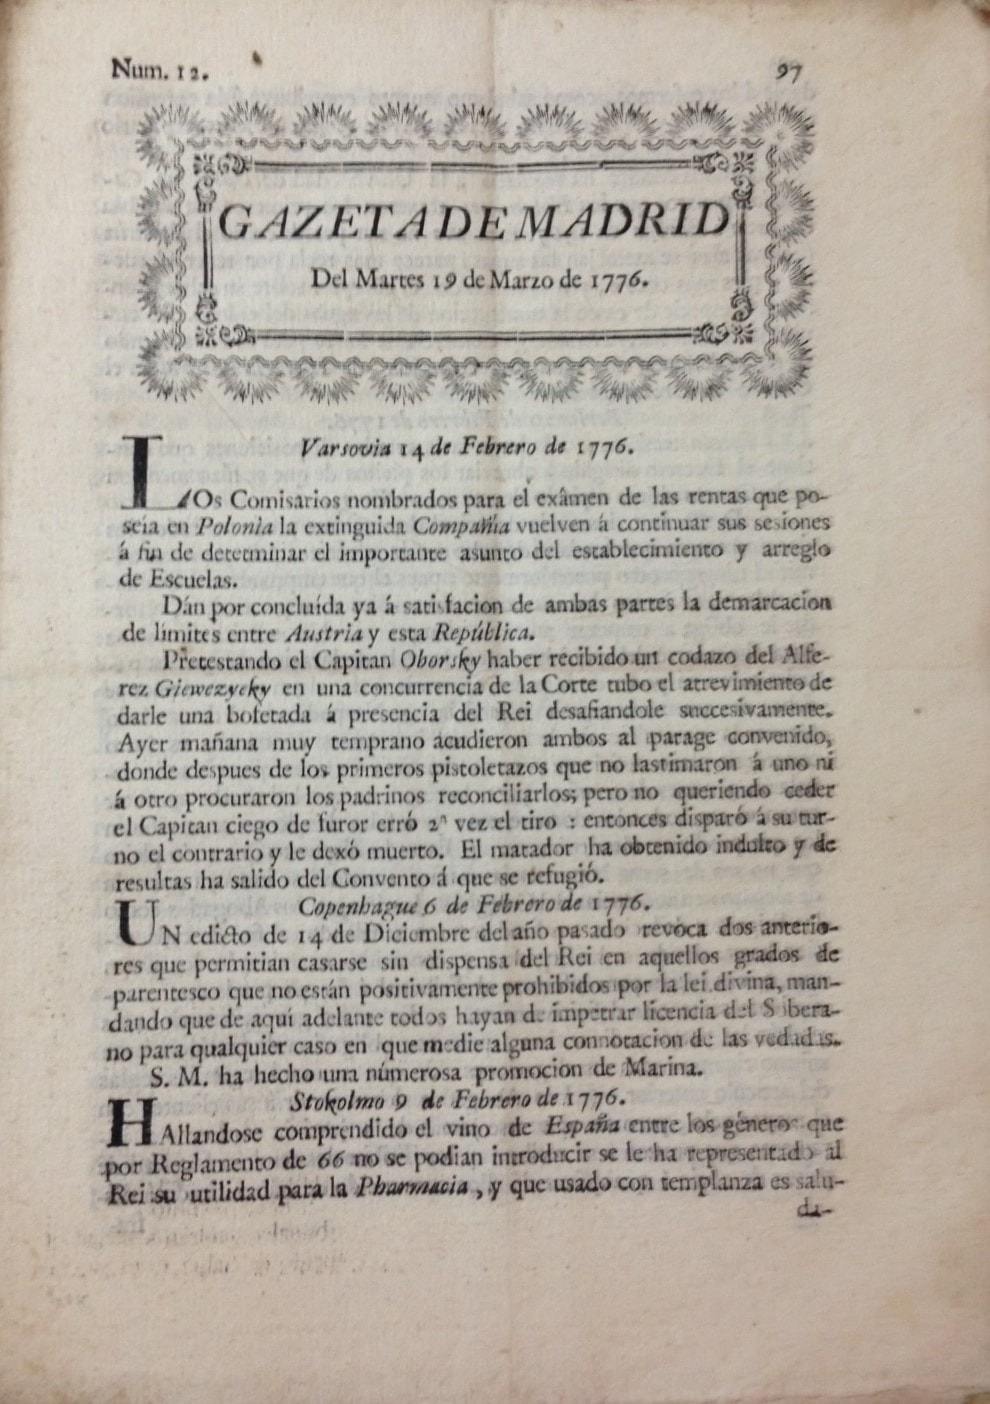 Num. 12.
97
GAZETA DE MADRID
Del Martes 19 de Marzo de 1776.
Varsovia 14 de Febrero de 1776.
LOs Comisarios nombrados para el exâmen de las rentas que po-
seía en Polonia la extinguida Compañía vuelven á continuar sus sesiones
á fin de determinar el importante asunto del establecimiento y arreglo
de Escuelas.
Dán por concluída ya á satisfacion de ambas partes la demarcacion
de limites entre Austria y esta República.
Pretestando el Capitan Oborsky haber recibido un codazo del Alfe-
rez Giewezycky en una concurrencia de la Corte tubo el atrevimiento de
darle una bofetada á presencia del Rei desafiandole succesivamente.
Ayer mañana muy temprano acudieron ambos al parage convenido,
donde despues de los primeros pistoletazos que no lastimaron á uno ni
á otro procuraron los padrinos reconciliarlos; pero no queriendo ceder
el Capitan ciego de furor erró 2ª vez el tiro : entonces disparó á su tur-
no el contrario y le dexó muerto. El matador ha obtenido indulto y de
resultas ha salido del Convento á que se refugió.
Copenhague 6 de Febrero de 1776.
UN edicto de 14 de Diciembre del año pasado revoca dos anterio-
res que permitian casarse sin dispensa del Rei en aquellos grados de
parentesco que no están positivamente prohibidos por la lei divina, man-
dando que de aquí adelante todos hayan de impetrar licencia del Sobera-
no para qualquier caso en que medie alguna connotacion de las vedadas.
S. M. ha hecho una númerosa promocion de Marina.
Stokolmo 9 de Febrero de 1776.
HAllandose comprendido el vino de España entre los géneros que
por Reglamento de 66 no se podian introducir se le ha representado al
Rei su utilidad para la Pharmacia, y que usado con templanza es salu-
da-